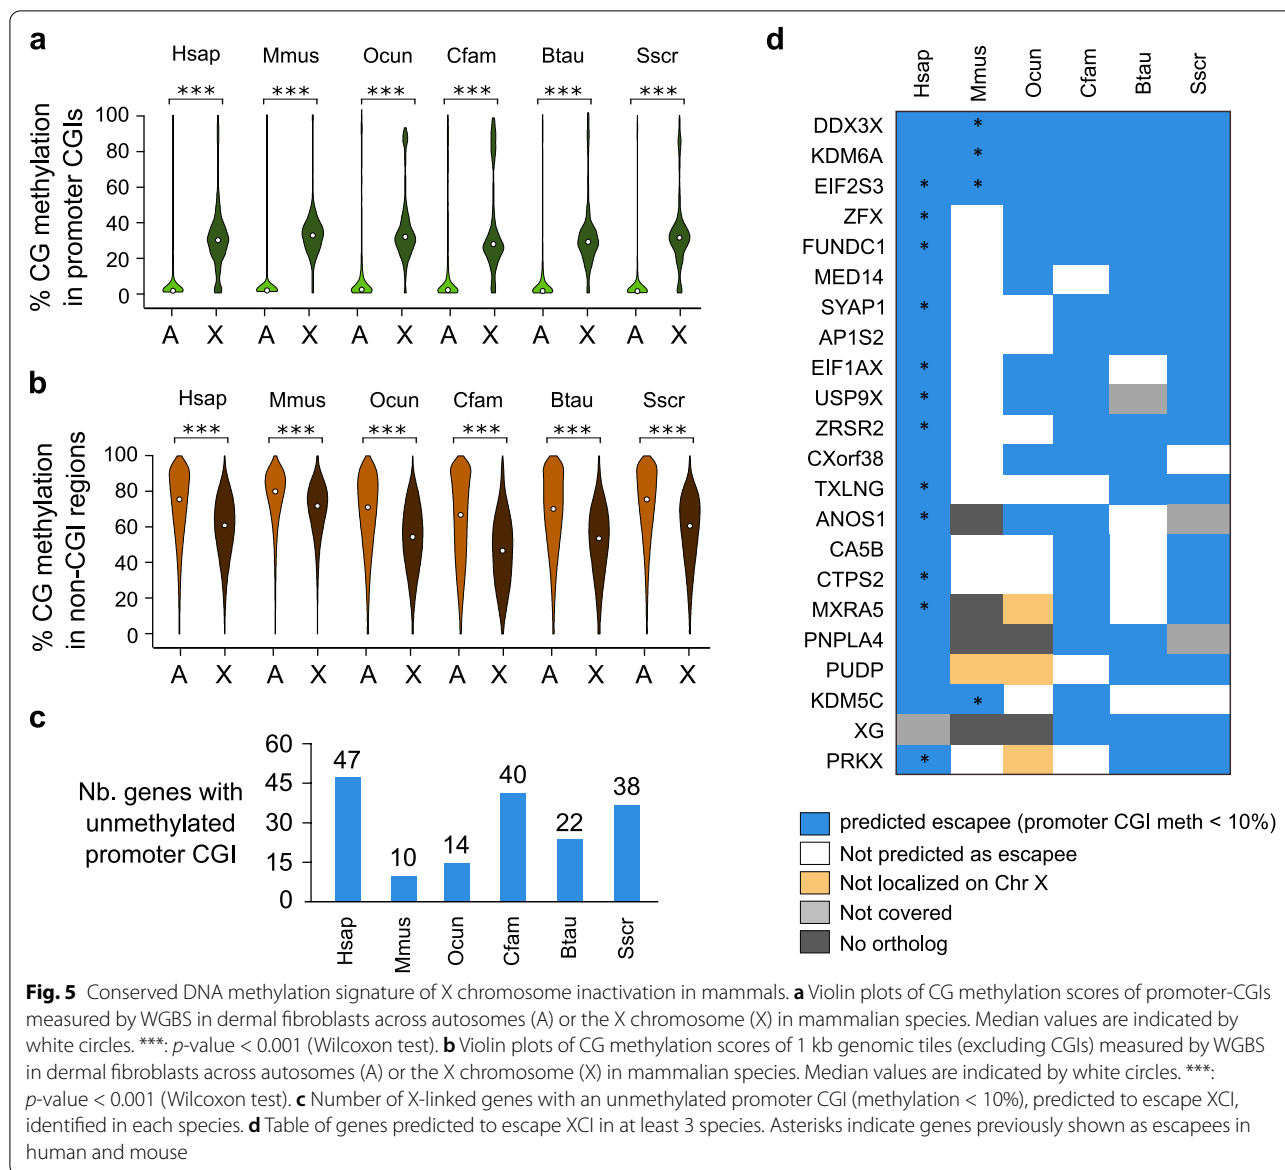 a
Hsap Mmus Ocun Cfam Btau Sscr
*** *** *** *** *** ***
% CG methylation
in promoter CGIs
100
80
60
40
20
0
A X A X A X A X A X A X
b
Hsap Mmus Ocun Cfam Btau Sscr
*** *** *** *** *** ***
% CG methylation
in non-CGI regions
100
80
60
40
20
0
A X A X A X A X A X A X
c
Nb. genes with
unmethylated
promoter CGI
60
45
30
15
0
47 10 14 40 22 38
Hsap Mmus Ocun Cfam Btau Sscr
d
Hsap Mmus Ocun Cfam Btau Sscr
DDX3X *
KDM6A *
EIF2S3 * *
ZFX *
FUNDC1 *
MED14
SYAP1 *
AP1S2
EIF1AX *
USP9X *
ZRSR2 *
CXorf38
TXLNG *
ANOS1 *
CA5B
CTPS2 *
MXRA5 *
PNPLA4
PUDP
KDM5C *
XG
PRKX *
predicted escapee (promoter CGI meth < 10%)
Not predicted as escapee
Not localized on Chr X
Not covered
No ortholog
Fig. 5 Conserved DNA methylation signature of X chromosome inactivation in mammals. a Violin plots of CG methylation scores of promoter-CGIs
measured by WGBS in dermal fibroblasts across autosomes (A) or the X chromosome (X) in mammalian species. Median values are indicated by
white circles. ***: p-value < 0.001 (Wilcoxon test). b Violin plots of CG methylation scores of 1 kb genomic tiles (excluding CGIs) measured by WGBS
in dermal fibroblasts across autosomes (A) or the X chromosome (X) in mammalian species. Median values are indicated by white circles. ***:
p-value < 0.001 (Wilcoxon test). c Number of X-linked genes with an unmethylated promoter CGI (methylation < 10%), predicted to escape XCI,
identified in each species. d Table of genes predicted to escape XCI in at least 3 species. Asterisks indicate genes previously shown as escapees in
human and mouse